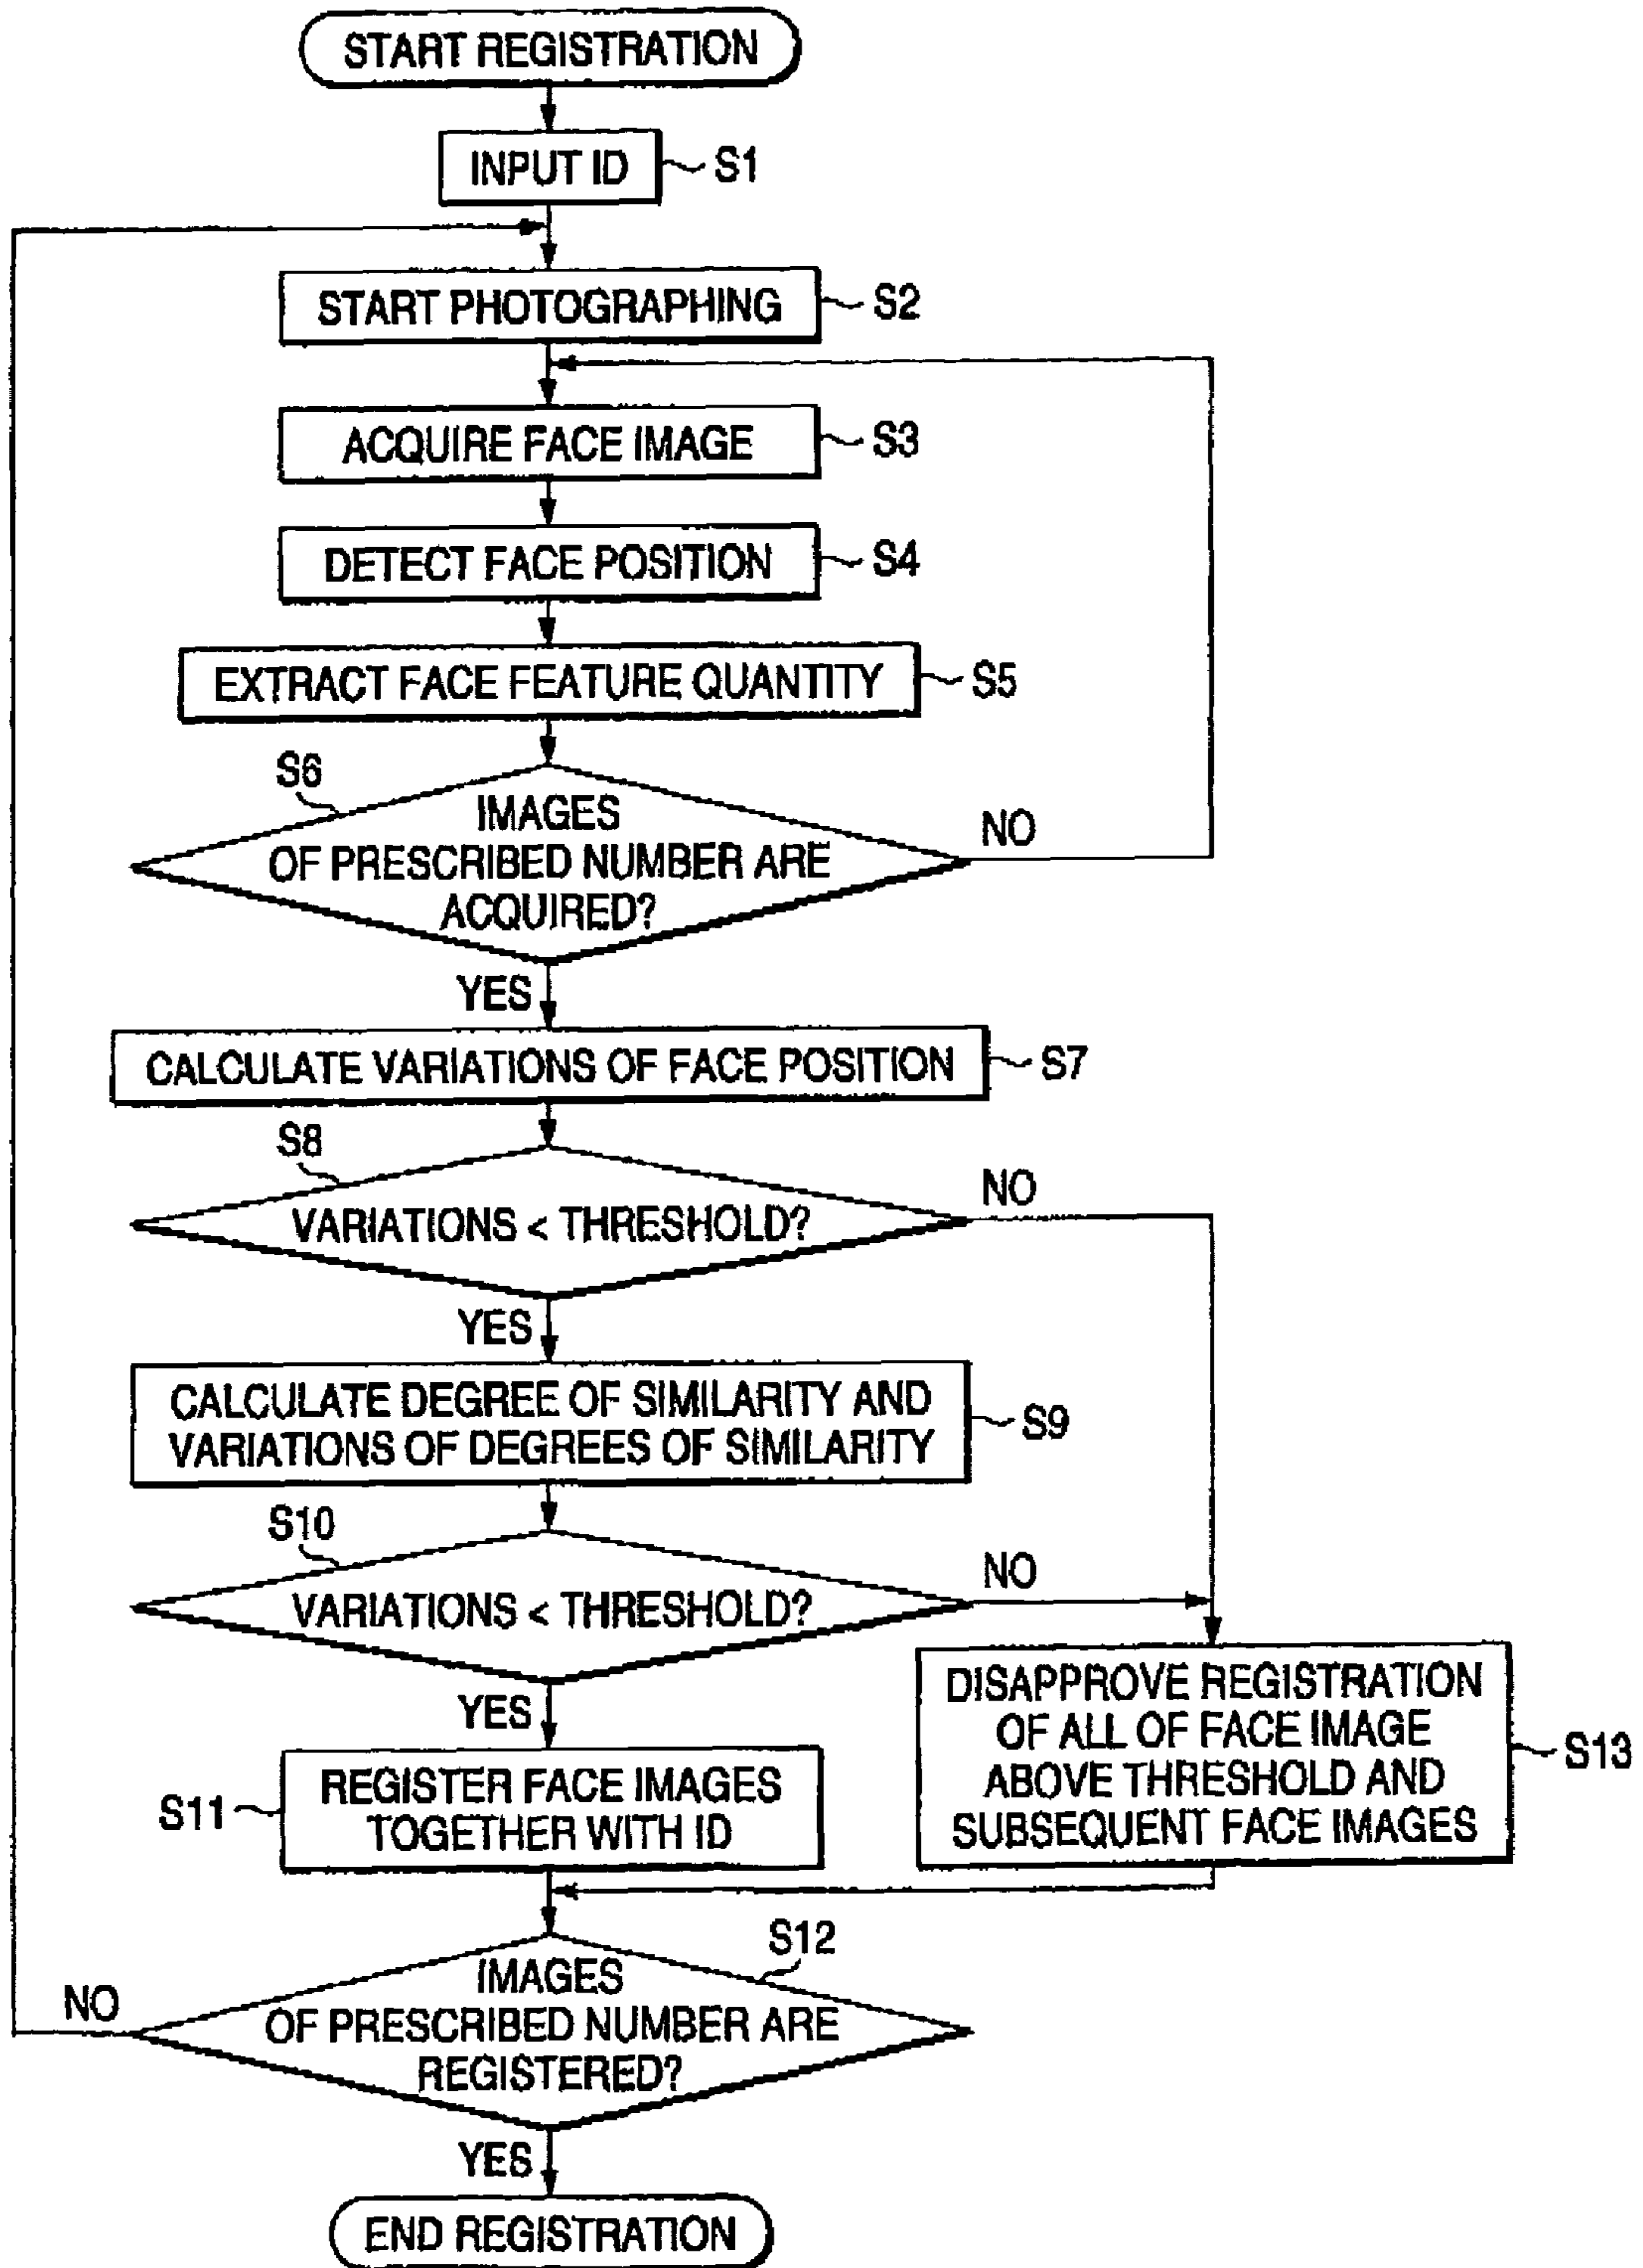 START REGISTRATION
INPUT ID
S1
START PHOTOGRAPHING
S2
ACQUIRE FACE IMAGE
S3
DETECT FACE POSITION
S4
EXTRACT FACE FEATURE QUANTITY
S5
S6
IMAGES
OF PRESCRIBED NUMBER ARE
ACQUIRED?
NO
YES
CALCULATE VARIATIONS OF FACE POSITION
S7
S8
VARIATIONS < THRESHOLD?
NO
YES
CALCULATE DEGREE OF SIMILARITY AND
VARIATIONS OF DEGREES OF SIMILARITY
S9
S10
VARIATIONS < THRESHOLD?
NO
YES
DISAPPROVE REGISTRATION
OF ALL OF FACE IMAGE
ABOVE THRESHOLD AND
SUBSEQUENT FACE IMAGES
S13
S11
REGISTER FACE IMAGES
TOGETHER WITH ID
S12
IMAGES
OF PRESCRIBED NUMBER ARE
REGISTERED?
NO
YES
END REGISTRATION